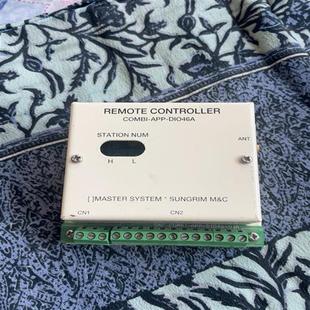 REMOTE CONTROLLER
COMBI-APP-DIO46A
STATION NUM
ANT
H L
[ ]MASTER SYSTEM * SUNGRIM M&C
CN1 CN2